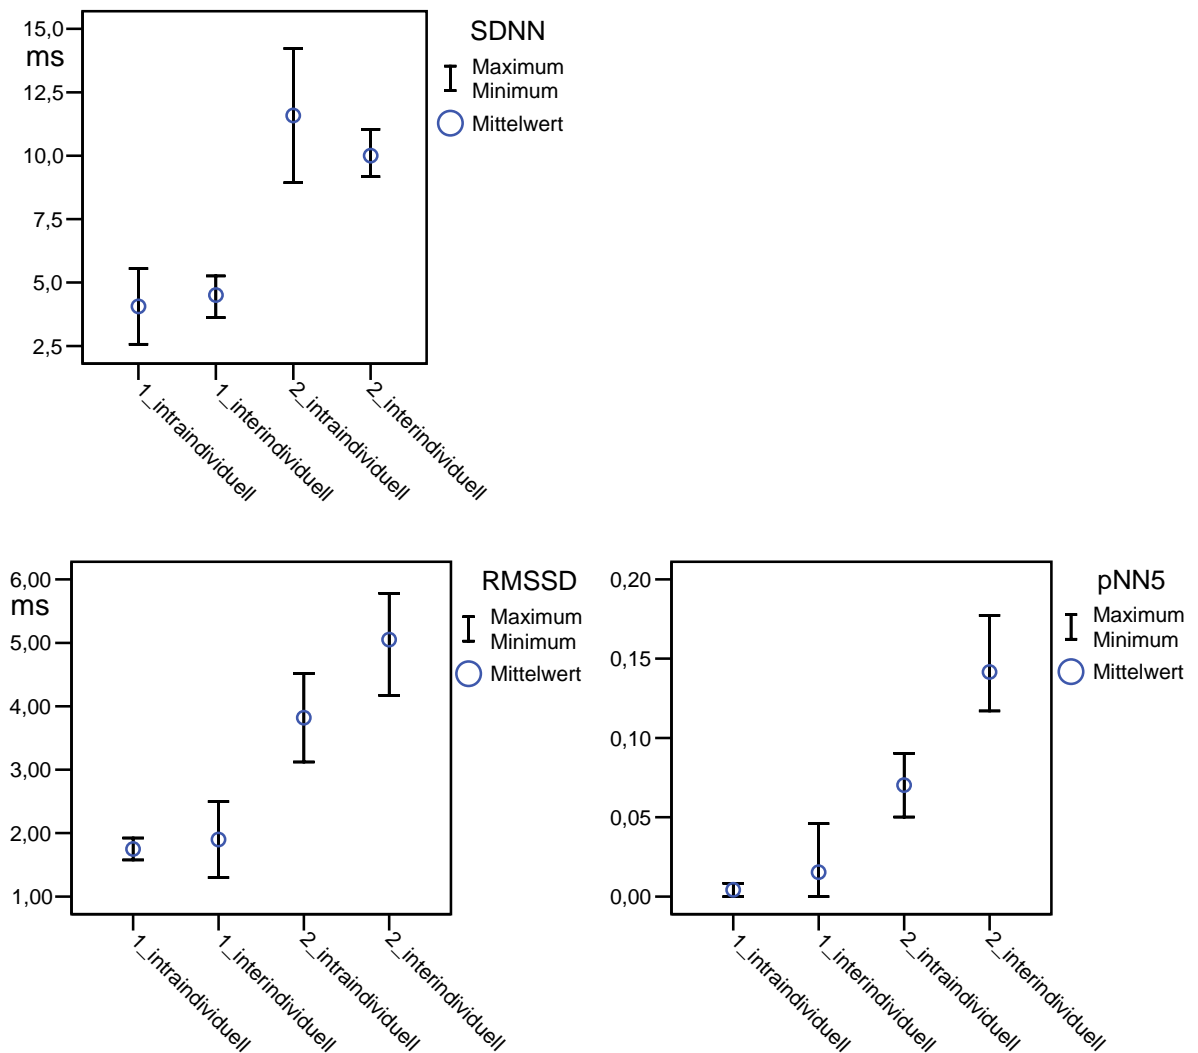 SDNN
15,0
ms
12,5
10,0
7,5
5,0
2,5
Maximum
Minimum
Mittelwert
1_intraindividuell
1_interindividuell
2_intraindividuell
2_interindividuell
RMSSD
6,00
ms
5,00
4,00
3,00
2,00
1,00
Maximum
Minimum
Mittelwert
1_intraindividuell
1_interindividuell
2_intraindividuell
2_interindividuell
pNN5
0,20
0,15
0,10
0,05
0,00
Maximum
Minimum
Mittelwert
1_intraindividuell
1_interindividuell
2_intraindividuell
2_interindividuell